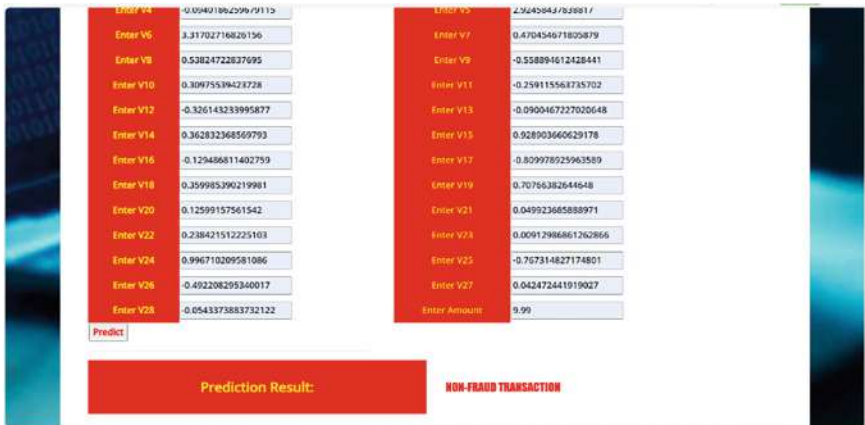 Enter V4 -0.0940186259679115 Enter V5 2.92458437838817
Enter V6 3.31702716826156 Enter V7 0.470454671805879
Enter V8 0.53824722837695 Enter V9 -0.558894612428441
Enter V10 0.30975539423728 Enter V11 -0.259115563735702
Enter V12 -0.326143233995877 Enter V13 -0.0900467227020648
Enter V14 0.362832368569793 Enter V15 0.928903660629178
Enter V16 -0.129486811402759 Enter V17 -0.809978925963589
Enter V18 0.359985390219981 Enter V19 0.70766382644648
Enter V20 0.12599157561542 Enter V21 0.049923685888971
Enter V22 0.238421512225103 Enter V23 0.00912986861262866
Enter V24 0.996710209581086 Enter V25 -0.767314827174801
Enter V26 -0.492208295340017 Enter V27 0.042472441919027
Enter V28 -0.0543373883732122 Enter Amount 9.99
Predict
Prediction Result: NON-FRAUD TRANSACTION